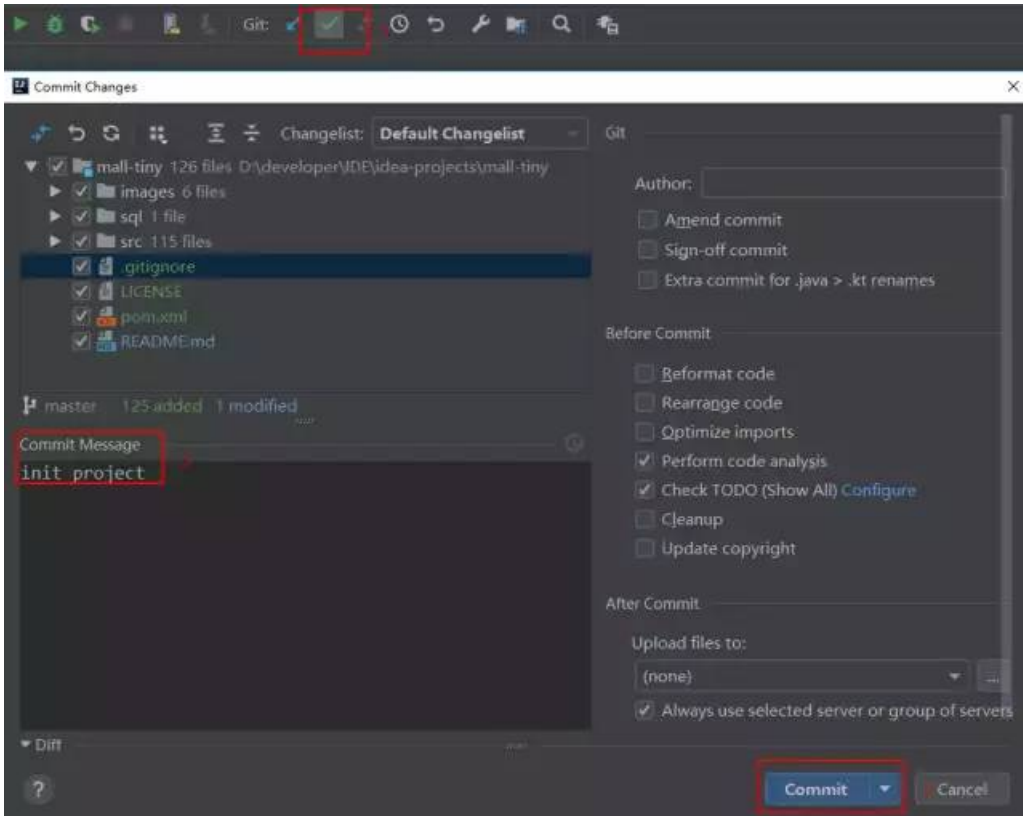 Git:
Commit Changes
Changelist: Default Changelist
mall-tiny 126 files D:\developer\IDE\idea-projects\mall-tiny
images 6 files
sql 1 file
src 115 files
.gitignore
LICENSE
pom.xml
README.md
master 125 added 1 modified
Commit Message
init project
Diff
Git
Author:
Amend commit
Sign-off commit
Extra commit for .java > .kt renames
Before Commit
Reformat code
Rearrange code
Optimize imports
Perform code analysis
Check TODO (Show All) Configure
Cleanup
Update copyright
After Commit
Upload files to:
(none)
...
Always use selected server or group of servers
?
Commit
Cancel